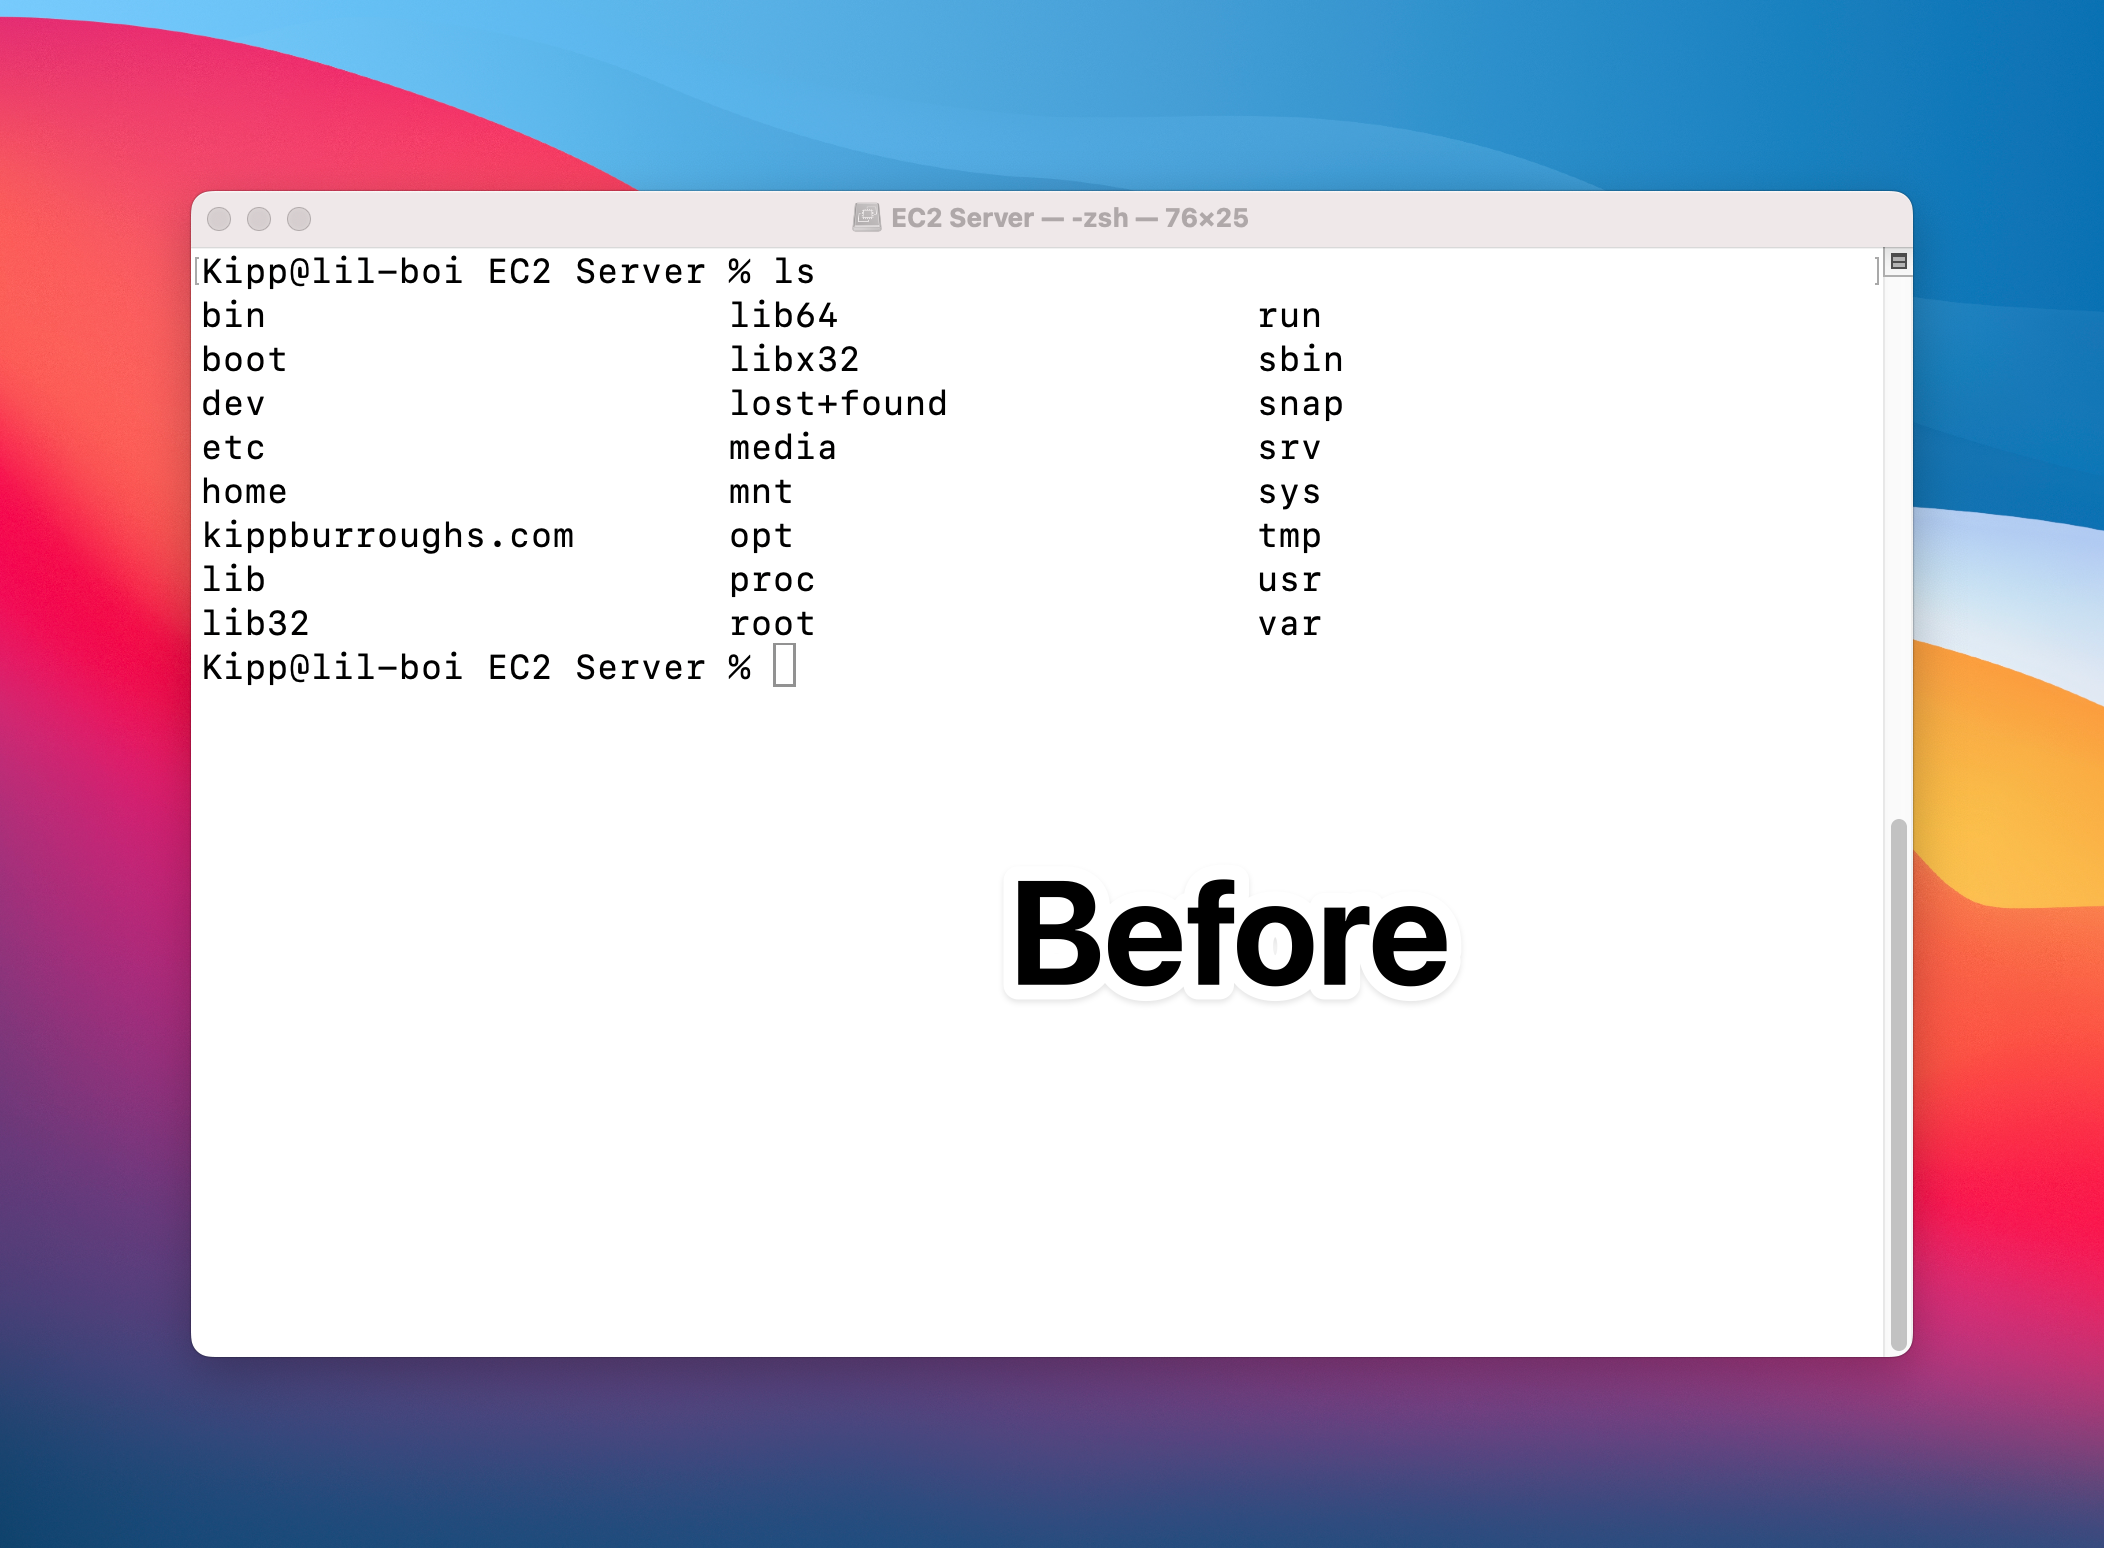 EC2 Server — -zsh — 76×25
[Kipp@lil-boi EC2 Server % ls ]
bin lib64 run
boot libx32 sbin
dev lost+found snap
etc media srv
home mnt sys
kippburroughs.com opt tmp
lib proc usr
lib32 root var
Kipp@lil-boi EC2 Server %
Before